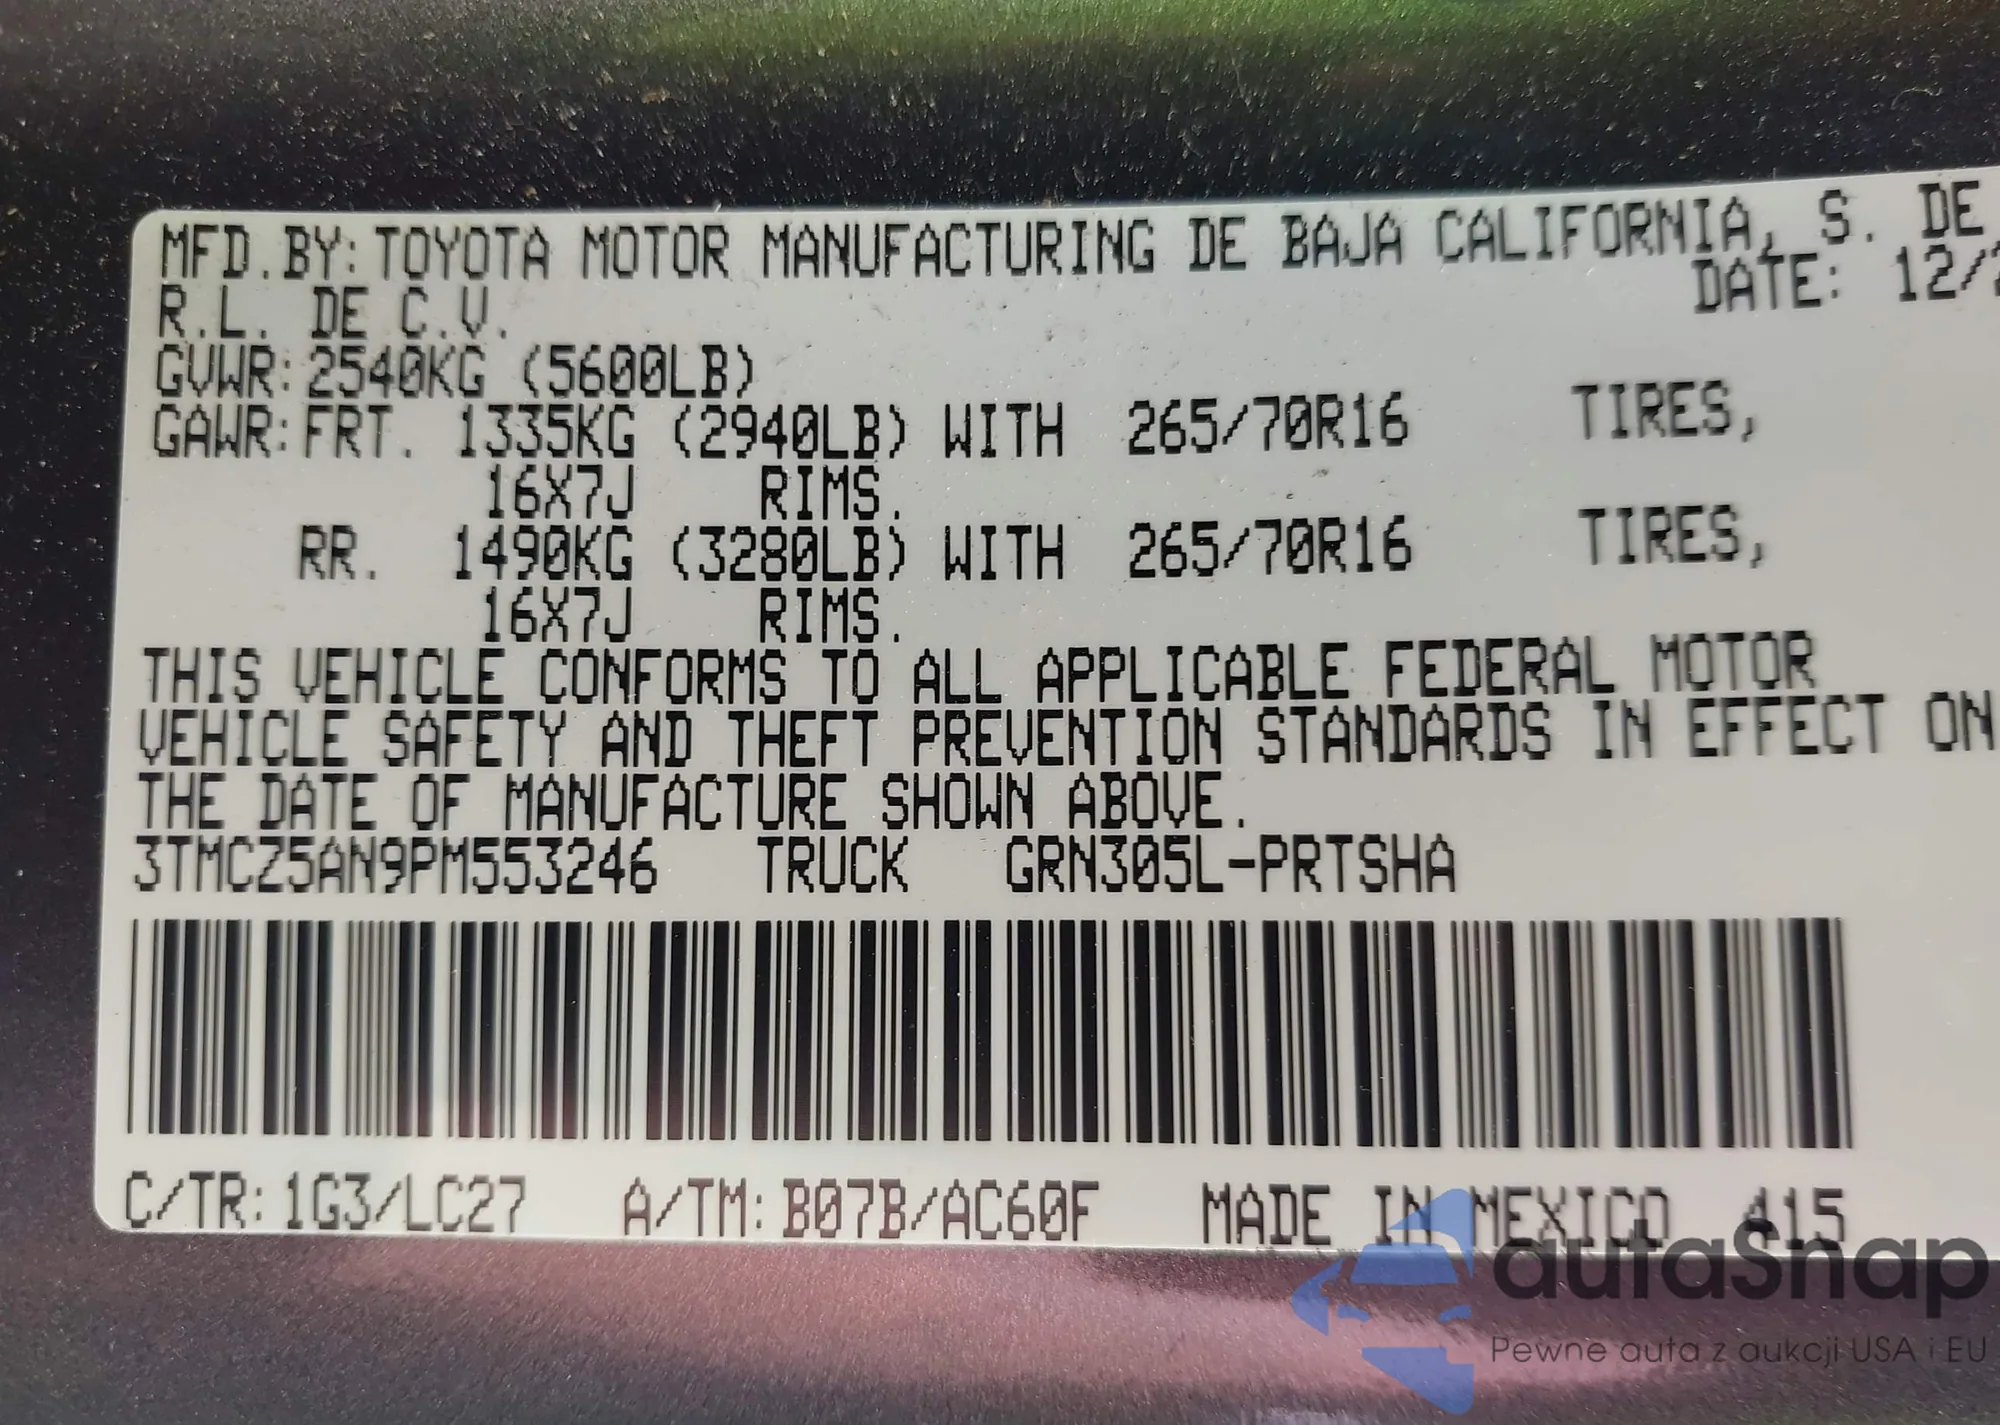 MFD.BY:TOYOTA MOTOR MANUFACTURING DE BAJA CALIFORNIA, S. DE
R.L. DE C.V. DATE: 12/
GVWR:2540KG (5600LB)
GAWR:FRT. 1335KG (2940LB) WITH 265/70R16 TIRES,
16X7J RIMS.
RR. 1490KG (3280LB) WITH 265/70R16 TIRES,
16X7J RIMS.
THIS VEHICLE CONFORMS TO ALL APPLICABLE FEDERAL MOTOR
VEHICLE SAFETY AND THEFT PREVENTION STANDARDS IN EFFECT ON
THE DATE OF MANUFACTURE SHOWN ABOVE.
3TMCZ5AN9PM553246 TRUCK GRN305L-PRTSHA
C/TR:1G3/LC27 A/TM:B07B/AC60F MADE IN MEXICO 415
autaSnap
Pewne auta z aukcji USA i EU